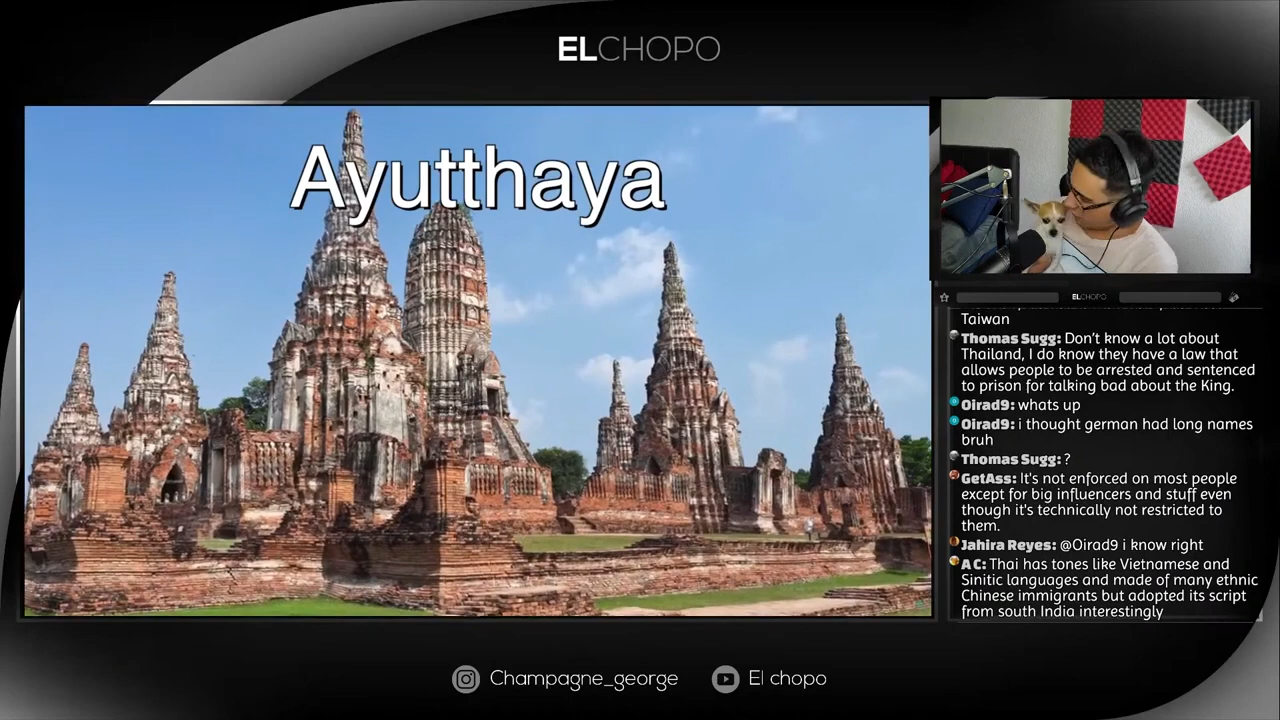 ELCHOPO
Ayutthaya
ELCHOPO
Taiwan
Thomas Sugg: Don't know a lot about
Thailand, I do know they have a law that
allows people to be arrested and sentenced
to prison for talking bad about the King.
Oirad9: whats up
Oirad9: i thought german had long names
bruh
Thomas Sugg: ?
GetAss: It's not enforced on most people
except for big influencers and stuff even
though it's technically not restricted to
them.
Jahira Reyes: @Oirad9 i know right
A C: Thai has tones like Vietnamese and
Sinitic languages and made of many ethnic
Chinese immigrants but adopted its script
from south India interestingly
Champagne_george El chopo